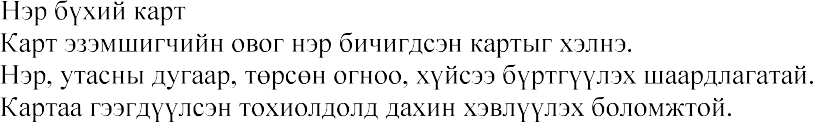 Нэр бүхий карт
Карт эзэмшигчийн овог нэр бичигдсэн картыг хэлнэ.
Нэр, утасны дугаар, төрсөн огноо, хүйсээ бүртгүүлэх шаардлагатай.
Картаа гээгдүүлсэн тохиолдолд дахин хэвлүүлэх боломжтой.